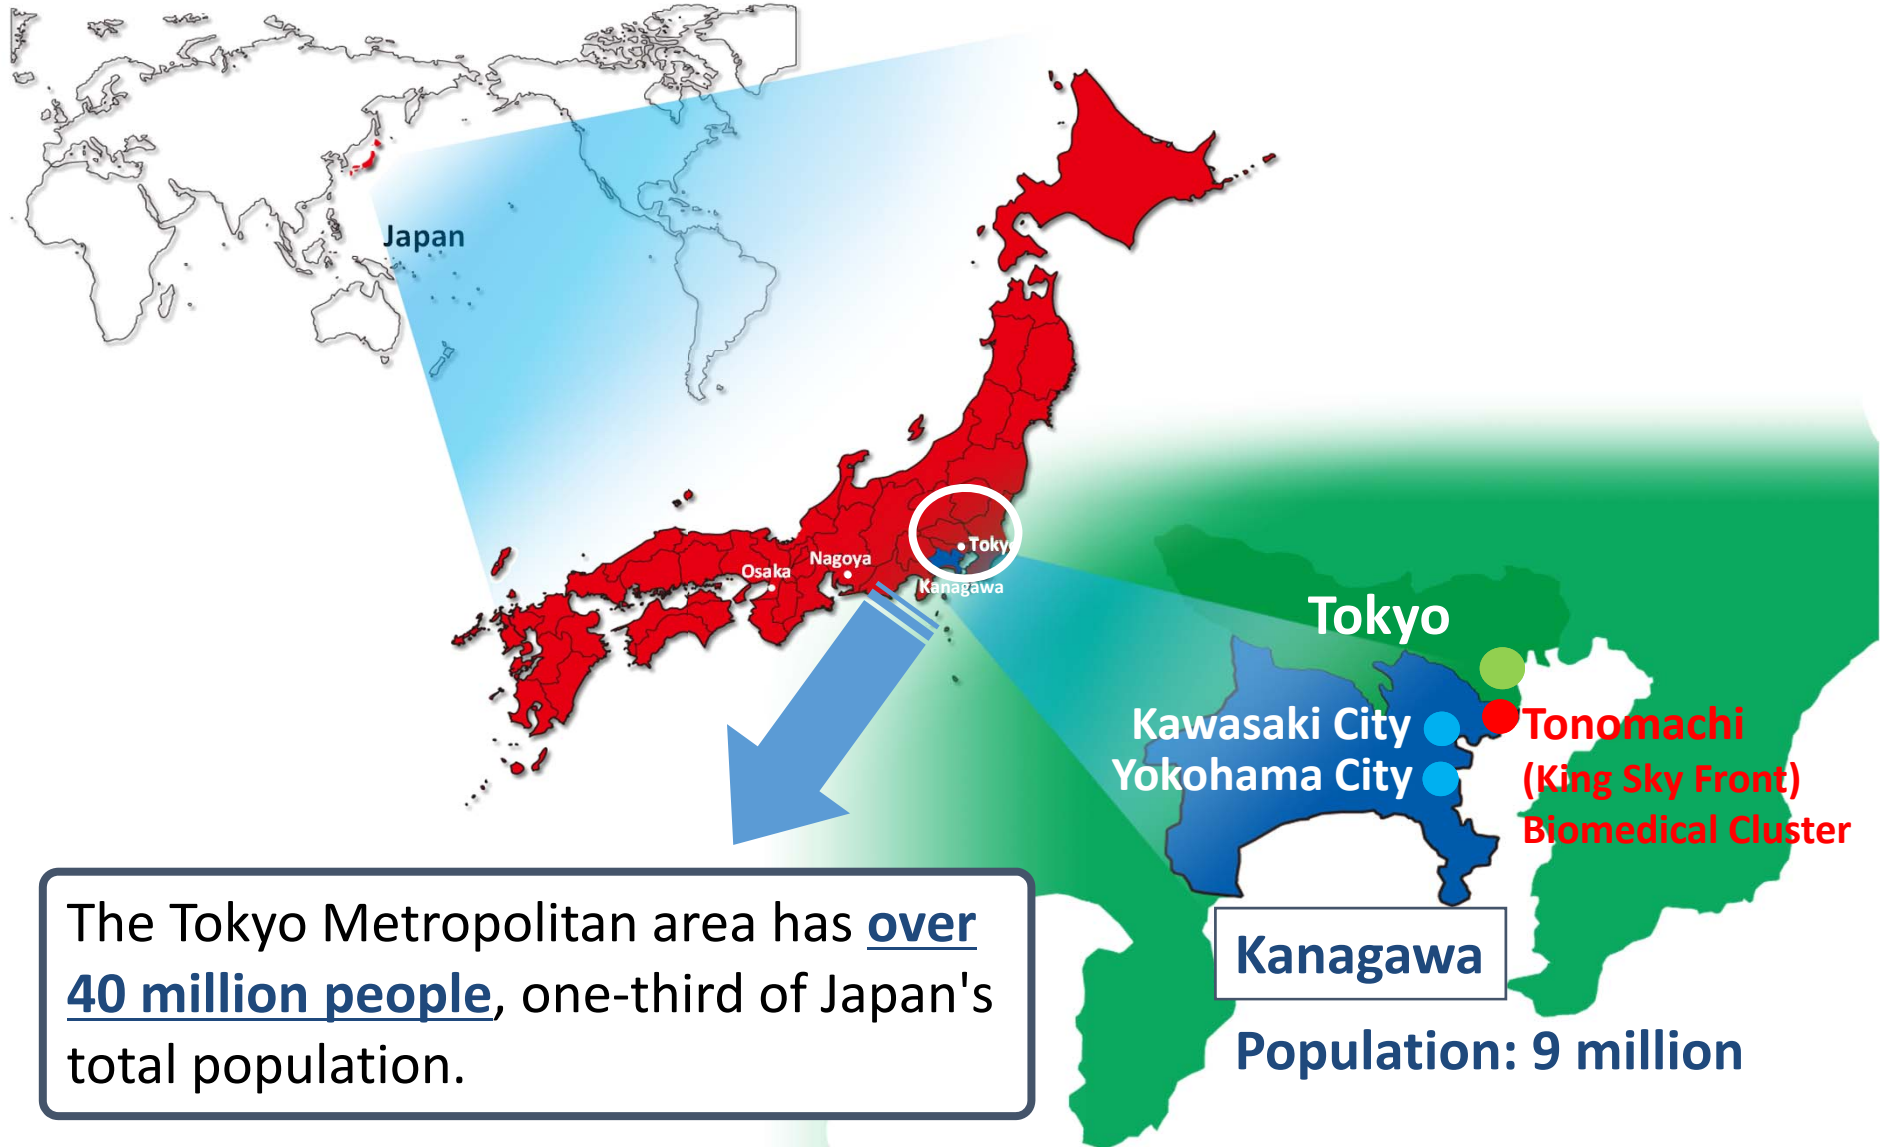 Japan
Osaka
Nagoya
Tokyo
Kanagawa
Tokyo
Kawasaki City
Yokohama City
Tonomachi
(King Sky Front)
Biomedical Cluster
The Tokyo Metropolitan area has over
40 million people, one-third of Japan's
total population.
Kanagawa
Population: 9 million